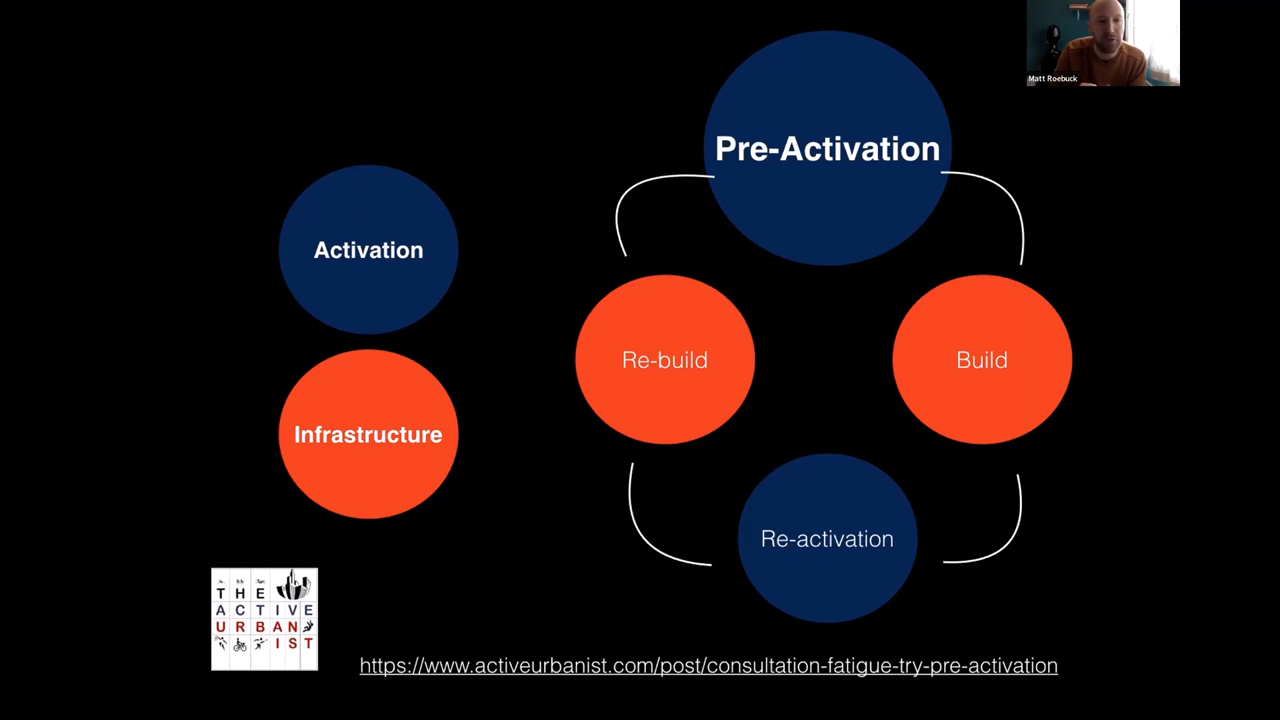 Matt Roebuck
Pre-Activation
Activation
Re-build
Build
Infrastructure
Re-activation
THE
ACTIVE
URBAN
IST
https://www.activeurbanist.com/post/consultation-fatigue-try-pre-activation